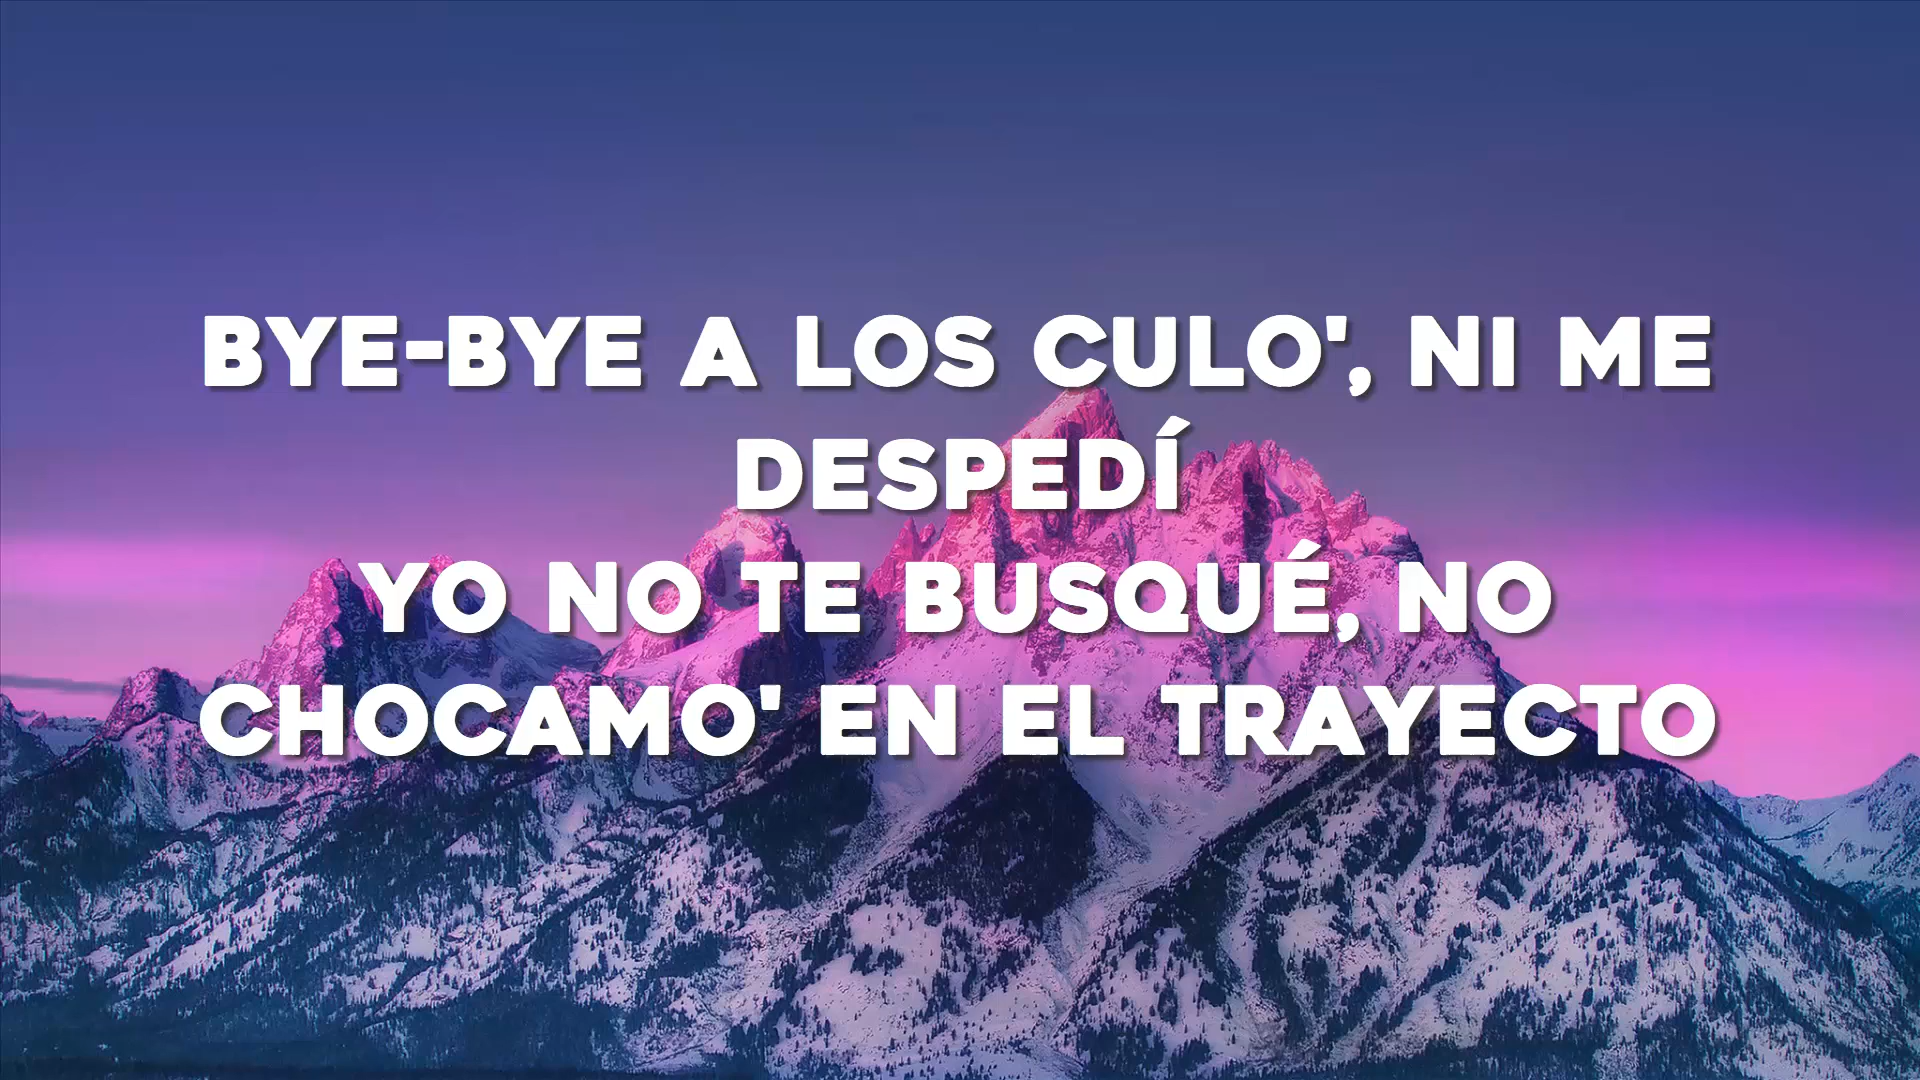 BYE-BYE A LOS CULO', NI ME
DESPEDÍ
YO NO TE BUSQUÉ, NO
CHOCAMO' EN EL TRAYECTO